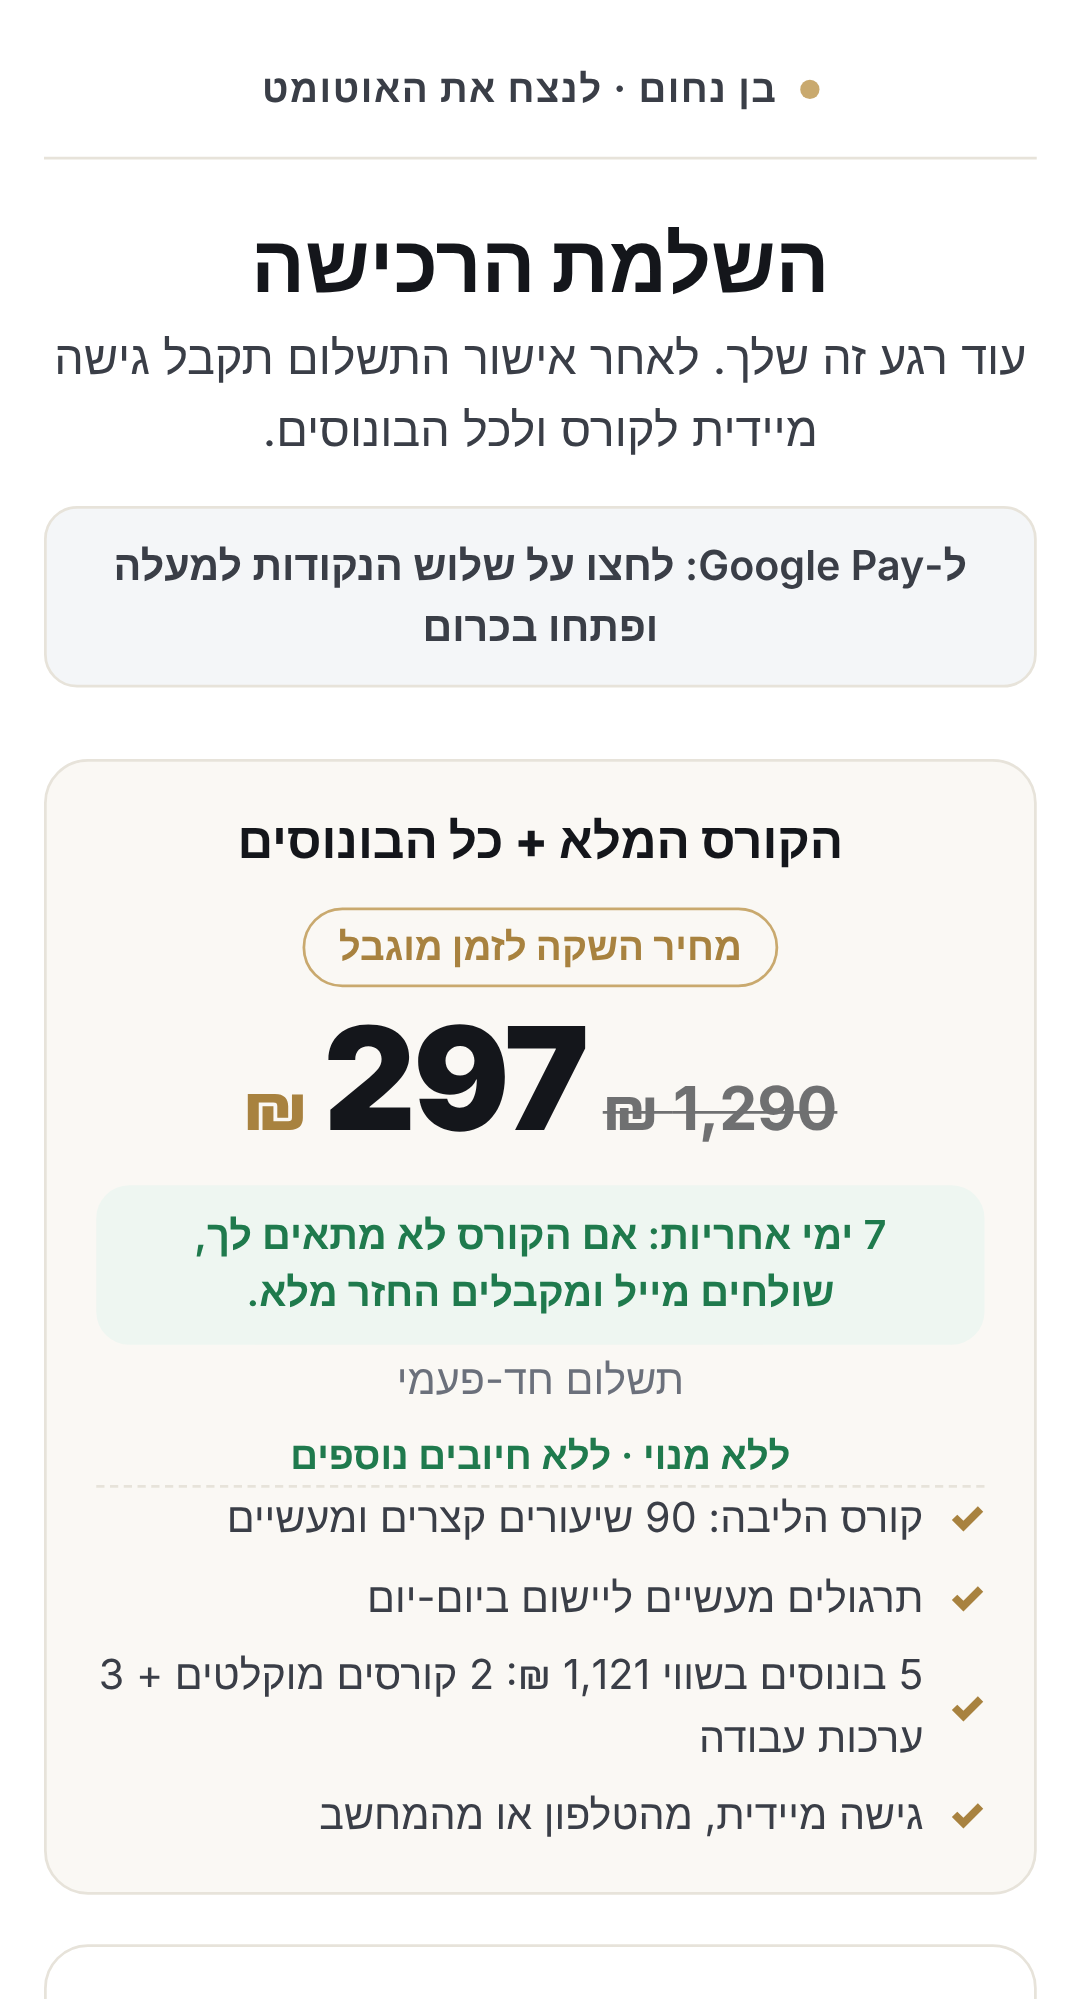 בן נחום · לנצח את האוטומט
השלמת הרכישה
עוד רגע זה שלך. לאחר אישור התשלום תקבל גישה
מיידית לקורס ולכל הבונוסים.
ל-Google Pay: לחצו על שלוש הנקודות למעלה
ופתחו בכרום
הקורס המלא + כל הבונוסים
מחיר השקה לזמן מוגבל
1,290 ₪ 297 ₪
7 ימי אחריות: אם הקורס לא מתאים לך,
שולחים מייל ומקבלים החזר מלא.
תשלום חד-פעמי
ללא מנוי · ללא חיובים נוספים
קורס הליבה: 90 שיעורים קצרים ומעשיים
תרגולים מעשיים ליישום ביום-יום
5 בונוסים בשווי 1,121 ₪: 2 קורסים מוקלטים + 3
ערכות עבודה
גישה מיידית, מהטלפון או מהמחשב